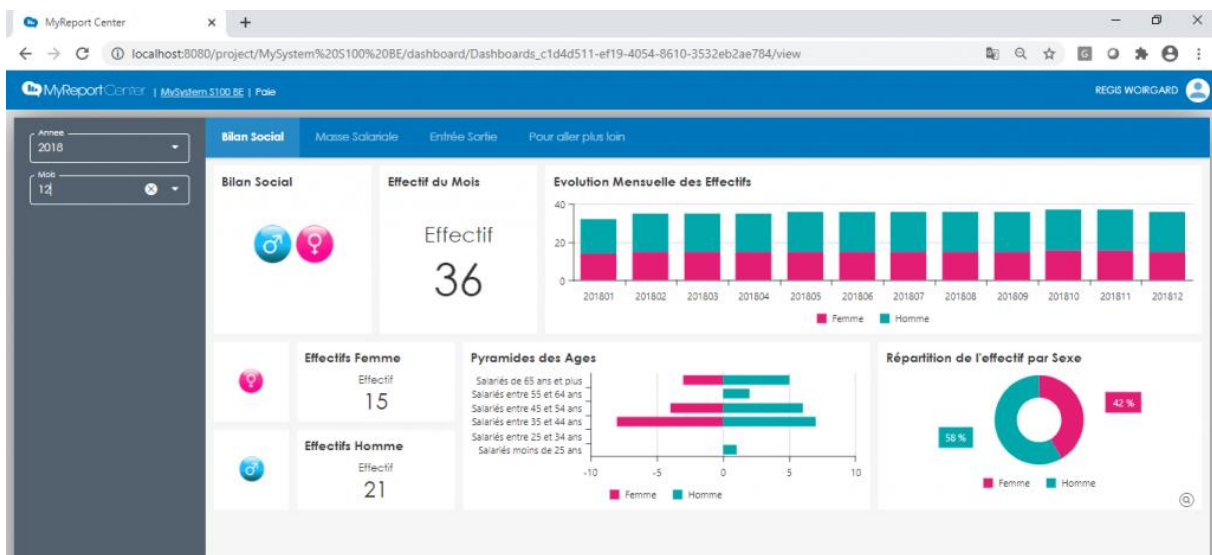 MyReport Center
localhost:8080/project/MySystem%20S100%20BE/dashboard/Dashboards_c1d4d511-ef19-4054-8610-3532eb2ae784/view
MyReportCenter | MySystem S100 BE | Paie
REGIS WOIRGARD
Annee
2018
Mois
12
Bilan Social
Masse Salariale
Entrée Sortie
Pour aller plus loin
Bilan Social
Effectif du Mois
Effectif
36
Evolution Mensuelle des Effectifs
40
20
0
201801 201802 201803 201804 201805 201806 201807 201808 201809 201810 201811 201812
Femme Homme
Effectifs Femme
Effectif
15
Effectifs Homme
Effectif
21
Pyramides des Ages
Salariés de 65 ans et plus
Salariés entre 55 et 64 ans
Salariés entre 45 et 54 ans
Salariés entre 35 et 44 ans
Salariés entre 25 et 34 ans
Salariés moins de 25 ans
-10 -5 0 5 10
Femme Homme
Répartition de l'effectif par Sexe
42 %
58 %
Femme Homme